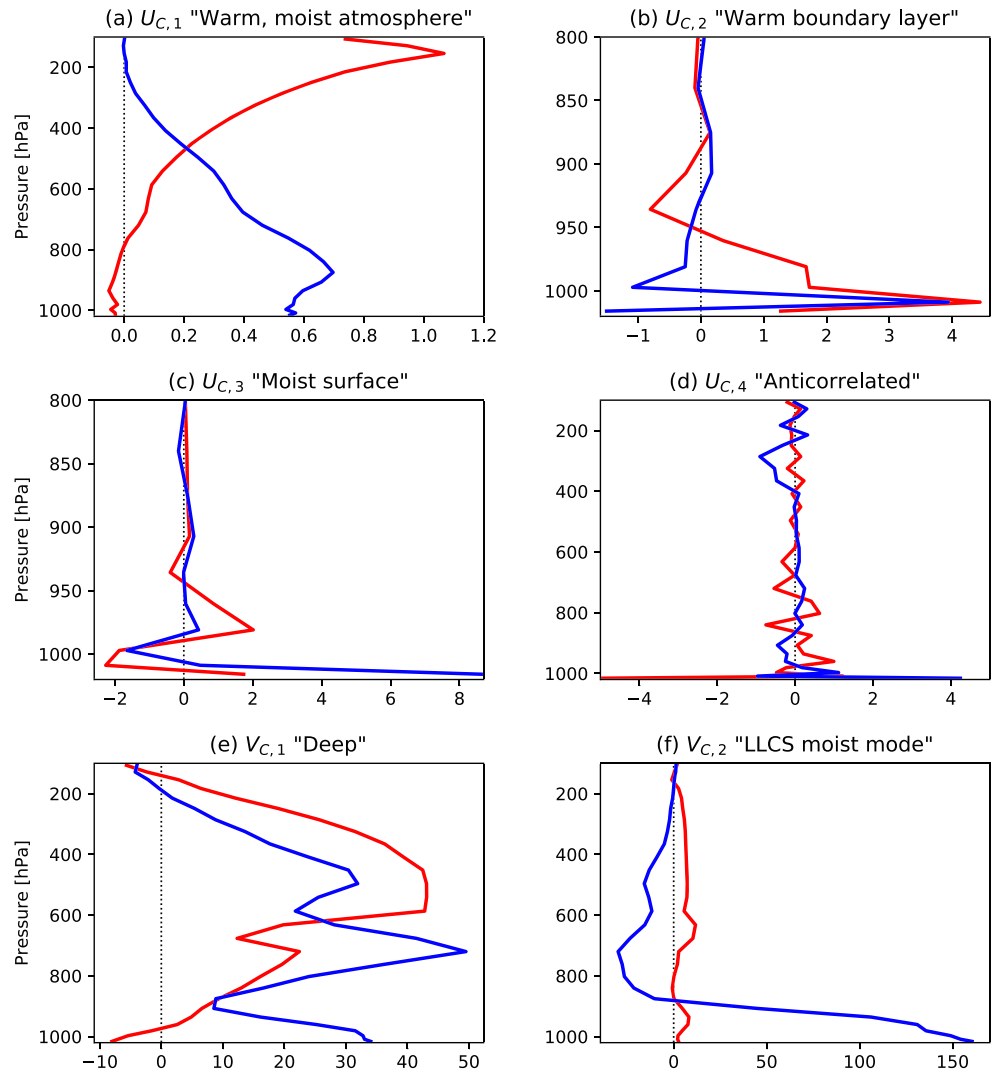 (a) U_{C,1} "Warm, moist atmosphere"
(b) U_{C,2} "Warm boundary layer"
Pressure [hPa]
200
400
600
800
1000
0.0 0.2 0.4 0.6 0.8 1.0 1.2
800
850
900
950
1000
−1 0 1 2 3 4
(c) U_{C,3} "Moist surface"
(d) U_{C,4} "Anticorrelated"
Pressure [hPa]
800
850
900
950
1000
−2 0 2 4 6 8
200
400
600
800
1000
−4 −2 0 2 4
(e) V_{C,1} "Deep"
(f) V_{C,2} "LLCS moist mode"
Pressure [hPa]
200
400
600
800
1000
−10 0 10 20 30 40 50
200
400
600
800
1000
0 50 100 150